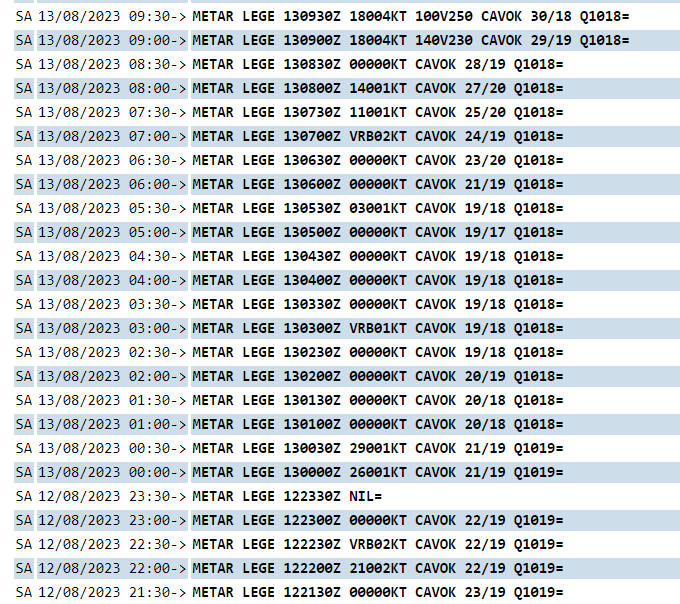 SA 13/08/2023 09:30-> METAR LEGE 130930Z 18004KT 100V250 CAVOK 30/18 Q1018=
SA 13/08/2023 09:00-> METAR LEGE 130900Z 18004KT 140V230 CAVOK 29/19 Q1018=
SA 13/08/2023 08:30-> METAR LEGE 130830Z 00000KT CAVOK 28/19 Q1018=
SA 13/08/2023 08:00-> METAR LEGE 130800Z 14001KT CAVOK 27/20 Q1018=
SA 13/08/2023 07:30-> METAR LEGE 130730Z 11001KT CAVOK 25/20 Q1018=
SA 13/08/2023 07:00-> METAR LEGE 130700Z VRB02KT CAVOK 24/19 Q1018=
SA 13/08/2023 06:30-> METAR LEGE 130630Z 00000KT CAVOK 23/20 Q1018=
SA 13/08/2023 06:00-> METAR LEGE 130600Z 00000KT CAVOK 21/19 Q1018=
SA 13/08/2023 05:30-> METAR LEGE 130530Z 03001KT CAVOK 19/18 Q1018=
SA 13/08/2023 05:00-> METAR LEGE 130500Z 00000KT CAVOK 19/17 Q1018=
SA 13/08/2023 04:30-> METAR LEGE 130430Z 00000KT CAVOK 19/18 Q1018=
SA 13/08/2023 04:00-> METAR LEGE 130400Z 00000KT CAVOK 19/18 Q1018=
SA 13/08/2023 03:30-> METAR LEGE 130330Z 00000KT CAVOK 19/18 Q1018=
SA 13/08/2023 03:00-> METAR LEGE 130300Z VRB01KT CAVOK 19/18 Q1018=
SA 13/08/2023 02:30-> METAR LEGE 130230Z 00000KT CAVOK 19/18 Q1018=
SA 13/08/2023 02:00-> METAR LEGE 130200Z 00000KT CAVOK 20/19 Q1018=
SA 13/08/2023 01:30-> METAR LEGE 130130Z 00000KT CAVOK 20/18 Q1018=
SA 13/08/2023 01:00-> METAR LEGE 130100Z 00000KT CAVOK 20/18 Q1018=
SA 13/08/2023 00:30-> METAR LEGE 130030Z 29001KT CAVOK 21/19 Q1019=
SA 13/08/2023 00:00-> METAR LEGE 130000Z 26001KT CAVOK 21/19 Q1019=
SA 12/08/2023 23:30-> METAR LEGE 122330Z NIL=
SA 12/08/2023 23:00-> METAR LEGE 122300Z 00000KT CAVOK 22/19 Q1019=
SA 12/08/2023 22:30-> METAR LEGE 122230Z VRB02KT CAVOK 22/19 Q1019=
SA 12/08/2023 22:00-> METAR LEGE 122200Z 21002KT CAVOK 22/19 Q1019=
SA 12/08/2023 21:30-> METAR LEGE 122130Z 00000KT CAVOK 23/19 Q1019=